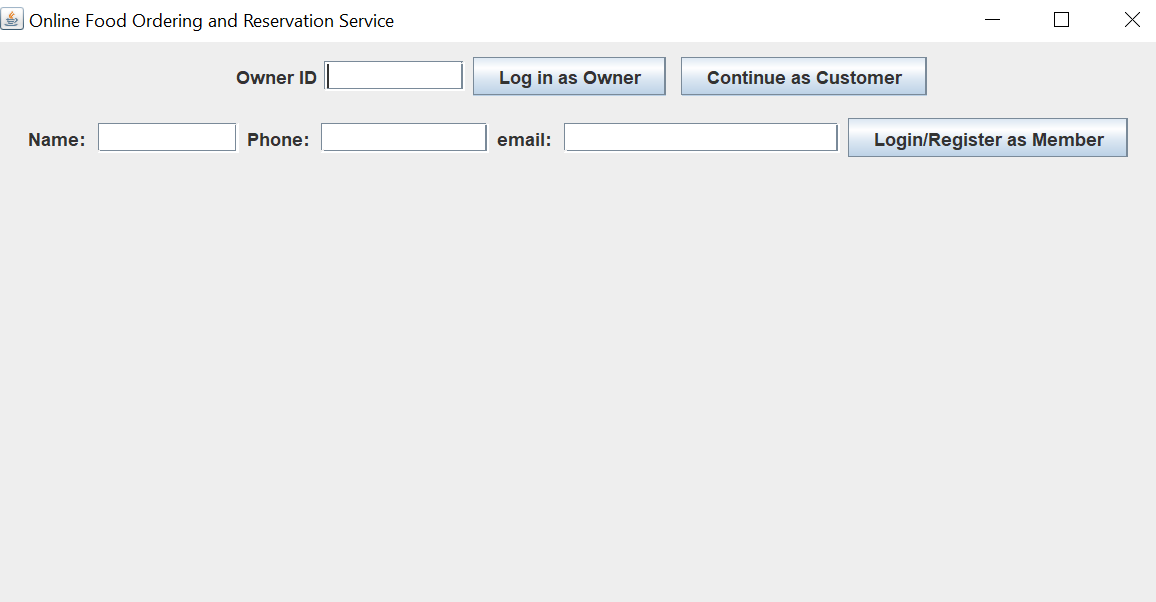 Online Food Ordering and Reservation Service
Owner ID Log in as Owner Continue as Customer
Name: Phone: email: Login/Register as Member